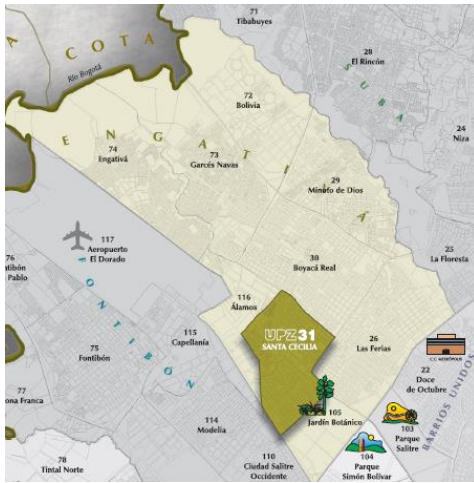 71
Tibabuyes
COTA
Río Bogotá
28
El Rincón
SUBA
72
Bolivia
24
Niza
ENGATIVÁ
74
Engativá
73
Garcés Navas
29
Minuto de Dios
117
Aeropuerto
El Dorado
76
ntibón
Pablo
25
La Floresta
30
Boyacá Real
FONTIBÓN
116
Álamos
UPZ31
SANTA CECILIA
115
Capellanía
26
Las Ferias
75
Fontibón
C.C. METRÓPOLIS
22
Doce
de Octubre
BARRIOS UNIDOS
77
ona Franca
105
Jardín Botánico
103
Parque
Salitre
114
Modelia
110
Ciudad Salitre
Occidente
104
Parque
Simón Bolívar
78
Tintal Norte